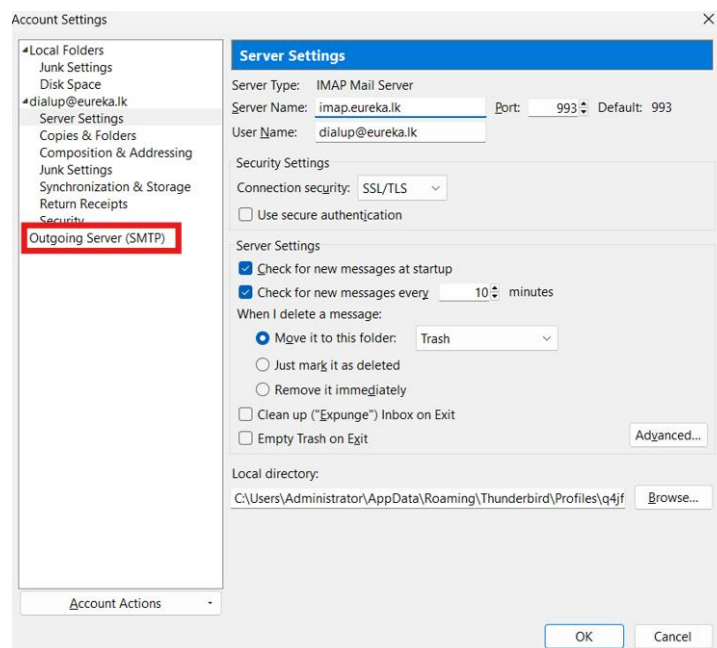 Account Settings
Local Folders
Junk Settings
Disk Space
dialup@eureka.lk
Server Settings
Copies & Folders
Composition & Addressing
Junk Settings
Synchronization & Storage
Return Receipts
Security
Outgoing Server (SMTP)
Account Actions
Server Settings
Server Type: IMAP Mail Server
Server Name: imap.eureka.lk Port: 993 Default: 993
User Name: dialup@eureka.lk
Security Settings
Connection security: SSL/TLS
Use secure authentication
Server Settings
Check for new messages at startup
Check for new messages every 10 minutes
When I delete a message:
Move it to this folder: Trash
Just mark it as deleted
Remove it immediately
Clean up ("Expunge") Inbox on Exit
Empty Trash on Exit
Advanced...
Local directory:
C:\Users\Administrator\AppData\Roaming\Thunderbird\Profiles\q4jf Browse...
OK Cancel